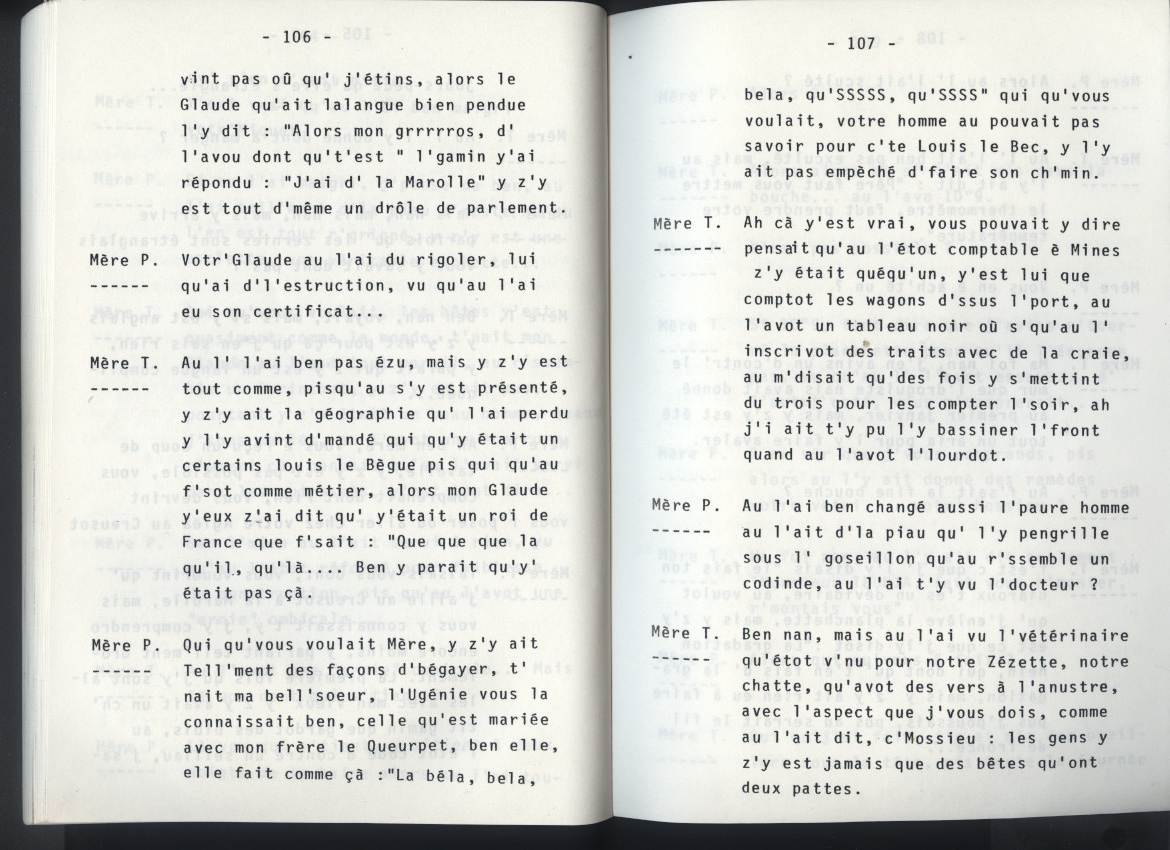 - 106 -
vint pas oû qu' j'étins, alors le
Glaude qu'ait lalangue bien pendue
l'y dit : "Alors mon grrrrros, d'
l'avou dont qu't'est " l'gamin y'ai
répondu : "J'ai d' la Marolle" y z'y
est tout d'même un drôle de parlement.
Mère P. Votr'Glaude au l'ai du rigoler, lui
------ qu'ai d'l'estruction, vu qu'au l'ai
eu son certificat...
Mère T. Au l' l'ai ben pas ézu, mais y z'y est
------ tout comme, pisqu'au s'y est présenté,
y z'y ait la géographie qu' l'ai perdu
y l'y avint d'mandé qui qu'y était un
certains louis le Bègue pis qui qu'au
f'sot comme métier, alors mon Glaude
y'eux z'ai dit qu' y'était un roi de
France que f'sait : "Que que que la
qu'il, qu'là.... Ben y parait qu'y'
était pas çã.
Mère P. Qui qu'vous voulait Mère, y z'y ait
------ Tell'ment des façons d'bégayer, t'
nait ma bell'soeur, l'Ugénie vous la
connaissait ben, celle qu'est mariée
avec mon frère le Queurpet, ben elle,
elle fait comme çã :"La béla, bela,
- 107 -
bela, qu'SSSSS, qu'SSSS" qui qu'vous
voulait, votre homme au pouvait pas
savoir pour c'te Louis le Bec, y l'y
ait pas empèché d'faire son ch'min.
Mère T. Ah cã y'est vrai, vous pouvait y dire
------- pensait qu'au l'étot comptable ẽ Mines
z'y était quéqu'un, y'est lui que
comptot les wagons d'ssus l'port, au
l'avot un tableau noir où s'qu'au l'
inscrivot des traits avec de la craie,
au m'disait qu'des fois y s'mettint
du trois pour les compter l'soir, ah
j'i ait t'y pu l'y bassiner l'front
quand au l'avot l'lourdot.
Mère P. Au l'ai ben changé aussi l'paure homme
------ au l'ait d'la piau qu' l'y pengrille
sous l' goseillon qu'au r'ssemble un
codinde, au l'ai t'y vu l'docteur ?
Mère T. Ben nan, mais au l'ai vu l'vétérinaire
------ qu'étot v'nu pour notre Zézette, notre
chatte, qu'avot des vers à l'anustre,
avec l'aspect que j'vous dois, comme
au l'ait dit, c'Mossieu : les gens y
z'y est jamais que des bêtes qu'ont
deux pattes.